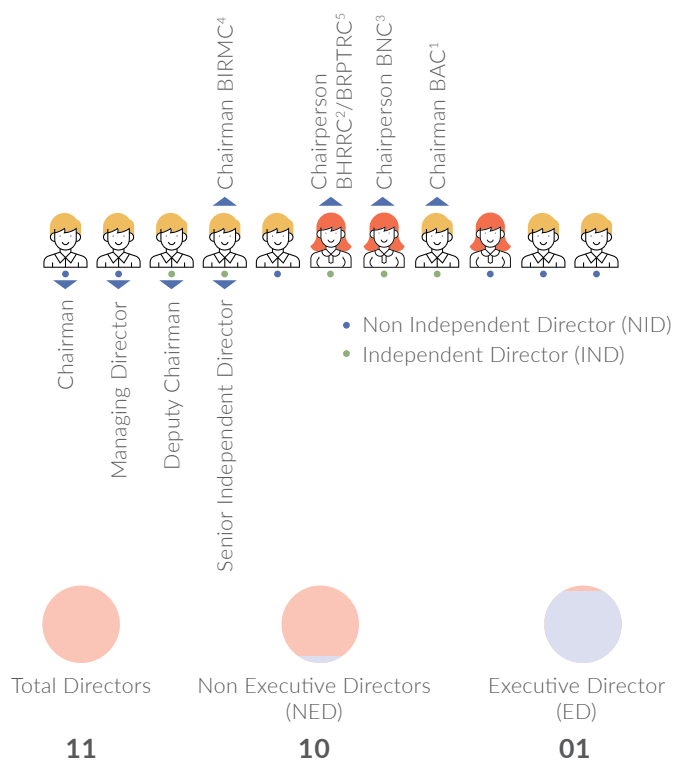 Chairman BIRMC⁴
Chairperson
BHRRC²/BRPTRC⁵
Chairperson BNC³
Chairman BAC¹
Chairman
Managing Director
Deputy Chairman
Senior Independent Director
Non Independent Director (NID)
Independent Director (IND)
Total Directors
11
Non Executive Directors
(NED)
10
Executive Director
(ED)
01